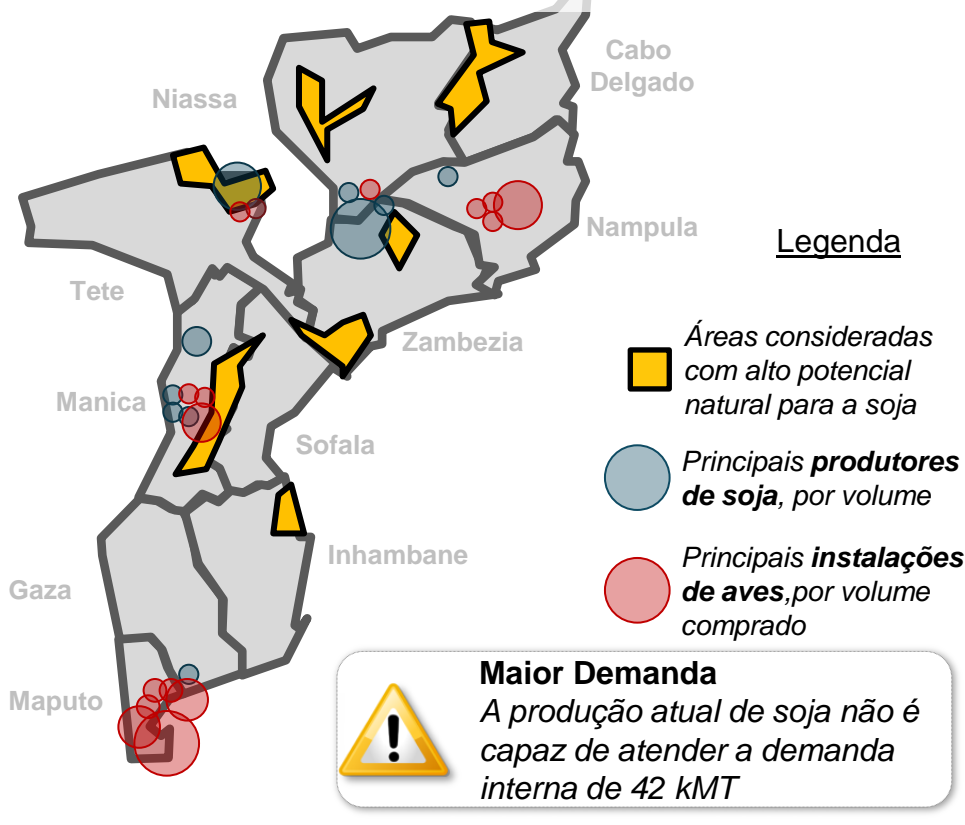 Cabo
Delgado
Niassa
Nampula
Tete
Zambezia
Manica
Sofala
Inhambane
Gaza
Maputo
Legenda
Áreas consideradas
com alto potencial
natural para a soja
Principais produtores
de soja, por volume
Principais instalações
de aves,por volume
comprado
Maior Demanda
A produção atual de soja não é
capaz de atender a demanda
interna de 42 kMT